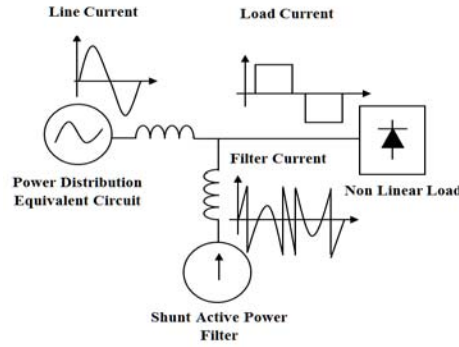 Line Current
Load Current
Filter Current
Power Distribution
Equivalent Circuit
Non Linear Load
Shunt Active Power
Filter